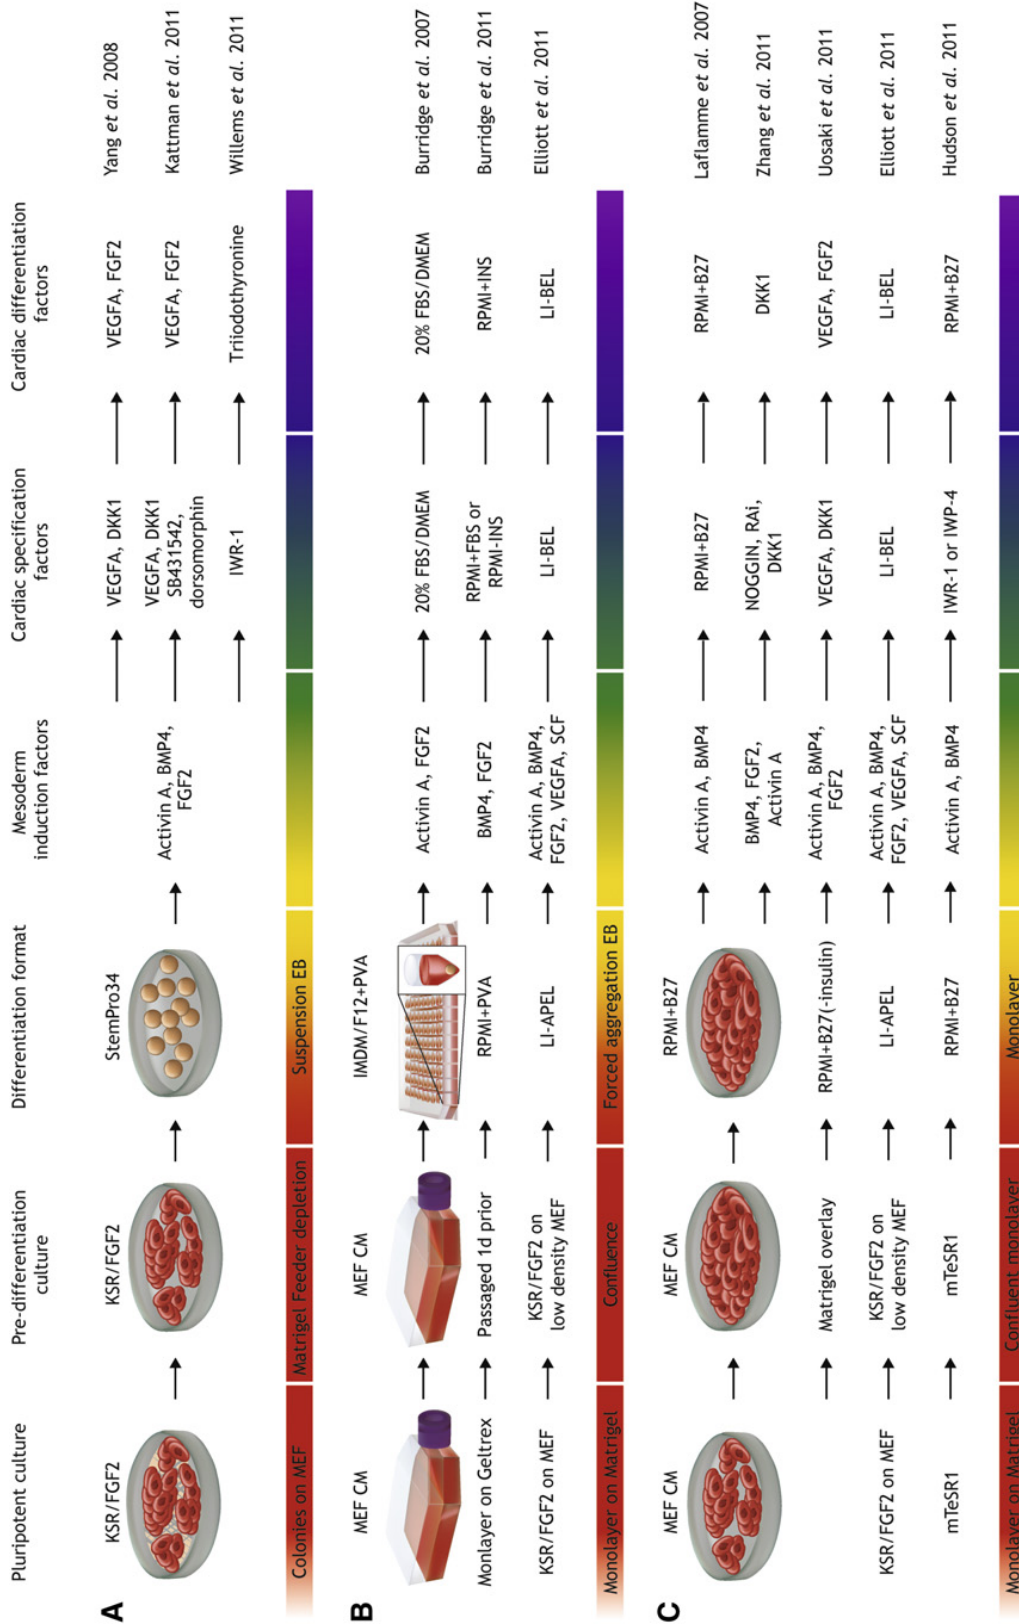 Pluripotent culture
Pre-differentiation
culture
Differentiation format
Mesoderm
induction factors
Cardiac specification
factors
Cardiac differentiation
factors
A
KSR/FGF2
KSR/FGF2
StemPro34
Activin A, BMP4,
FGF2
VEGFA, DKK1
VEGFA, FGF2
Yang et al. 2008
VEGFA, DKK1
SB431542,
dorsomorphin
VEGFA, FGF2
Kattman et al. 2011
IWR-1
Triiodothyronine
Willems et al. 2011
Colonies on MEF
Matrigel Feeder depletion
Suspension EB
B
MEF CM
MEF CM
IMDM/F12+PVA
Activin A, FGF2
20% FBS/DMEM
20% FBS/DMEM
Burridge et al. 2007
Monlayer on Geltrex
Passaged 1d prior
RPMI+PVA
BMP4, FGF2
RPMI+FBS or
RPMI-INS
RPMI+INS
Burridge et al. 2011
KSR/FGF2 on MEF
KSR/FGF2 on
low density MEF
LI-APEL
Activin A, BMP4,
FGF2, VEGFA, SCF
LI-BEL
LI-BEL
Elliott et al. 2011
Monolayer on Matrigel
Confluence
Forced aggregation EB
C
MEF CM
MEF CM
RPMI+B27
Activin A, BMP4
RPMI+B27
RPMI+B27
Laflamme et al. 2007
BMP4, FGF2,
Activin A
NOGGIN, RAi,
DKK1
DKK1
Zhang et al. 2011
Matrigel overlay
RPMI+B27(-insulin)
Activin A, BMP4,
FGF2
VEGFA, DKK1
VEGFA, FGF2
Uosaki et al. 2011
KSR/FGF2 on MEF
KSR/FGF2 on
low density MEF
LI-APEL
Activin A, BMP4,
FGF2, VEGFA, SCF
LI-BEL
LI-BEL
Elliott et al. 2011
mTeSR1
mTeSR1
RPMI+B27
Activin A, BMP4
IWR-1 or IWP-4
RPMI+B27
Hudson et al. 2011
Monolayer on Matrigel
Confluent monolayer
Monolayer